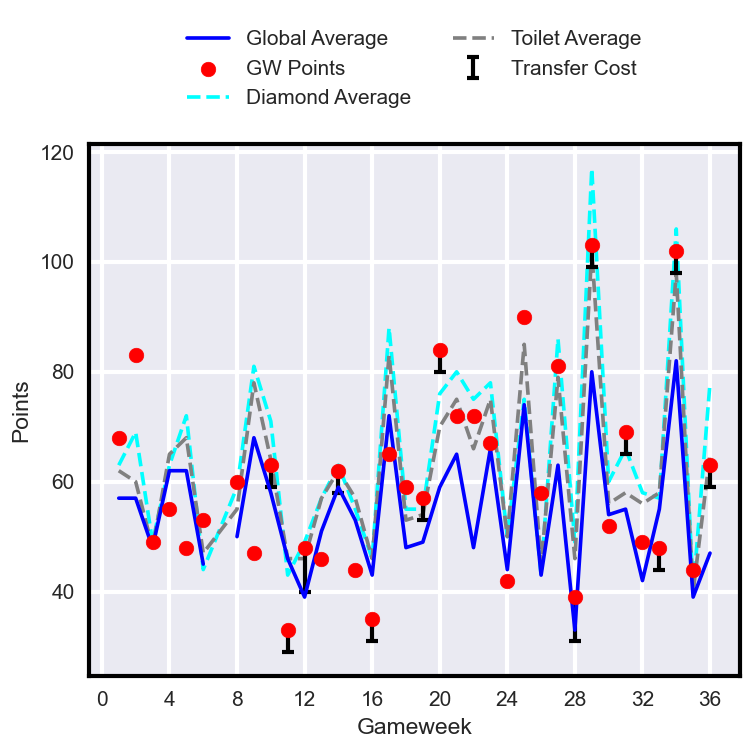 Global Average
GW Points
Diamond Average
Toilet Average
Transfer Cost
120
100
80
60
40
Points
0 4 8 12 16 20 24 28 32 36
Gameweek